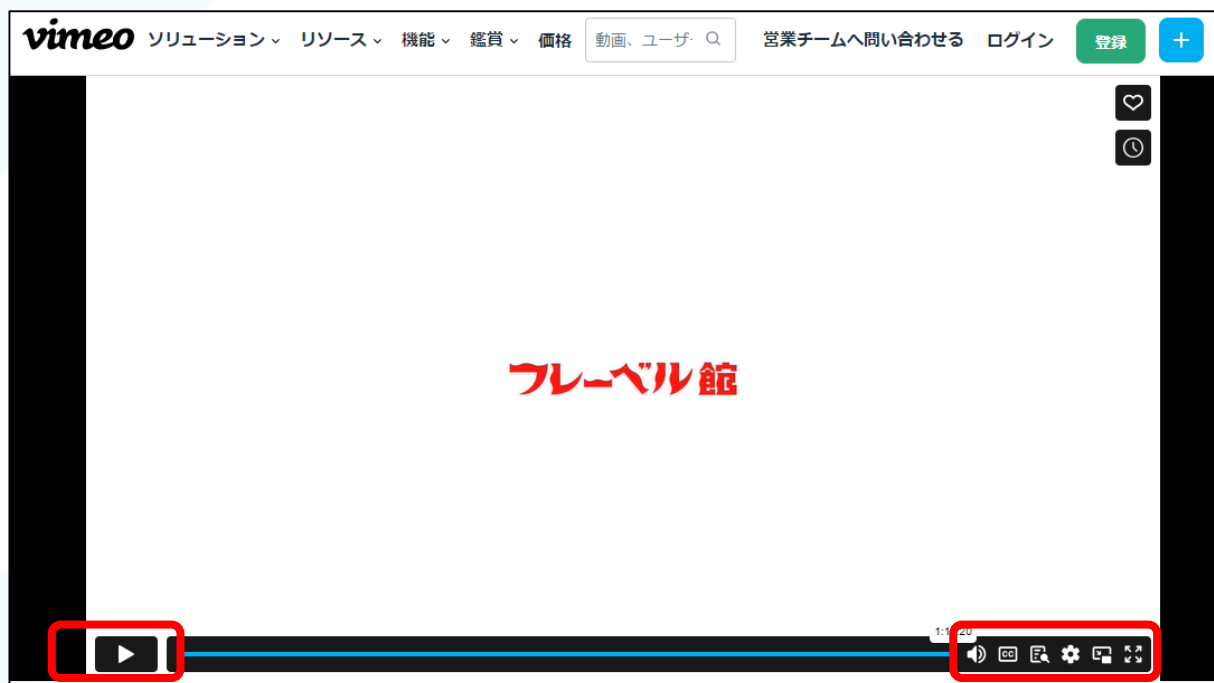 vimeo ソリューション リソース 機能 鑑賞 価格 動画、ユーザ· 営業チームへ問い合わせる ログイン 登録 +
フレーベル館
CC